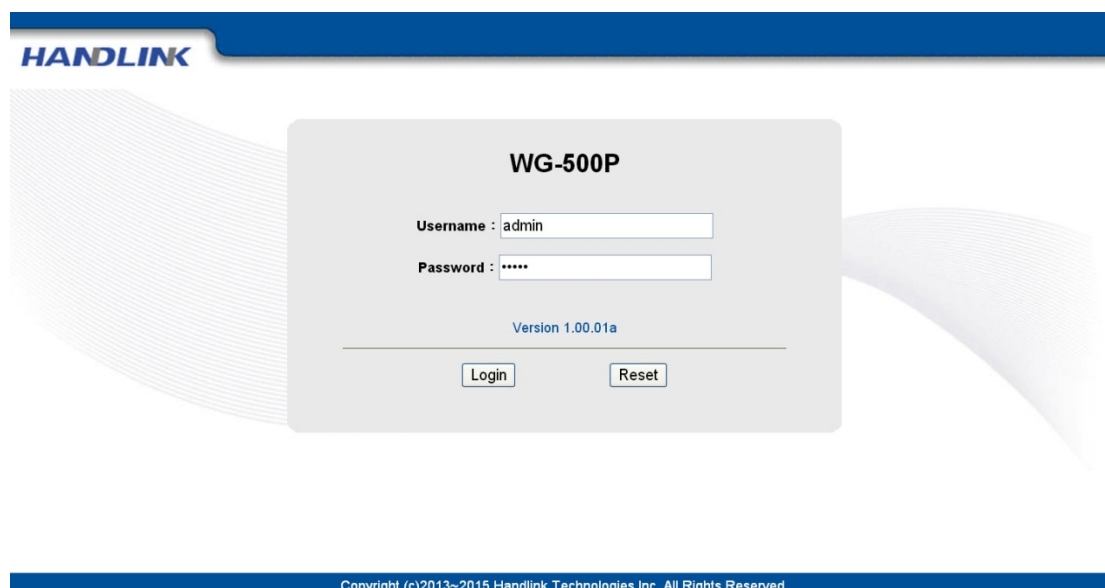 HANDLINK
WG-500P
Username : admin
Password : •••••
Version 1.00.01a
Login Reset
Copyright (c)2013~2015 Handlink Technologies Inc. All Rights Reserved.